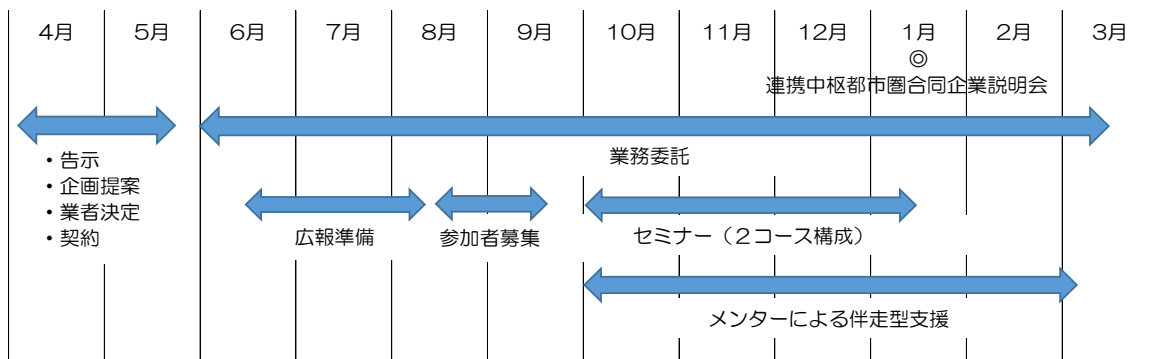 4月 5月 6月 7月 8月 9月 10月 11月 12月 1月 2月 3月
◎
連携中枢都市圏合同企業説明会
・告示
・企画提案
・業者決定
・契約
業務委託
広報準備
参加者募集
セミナー（２コース構成）
メンターによる伴走型支援